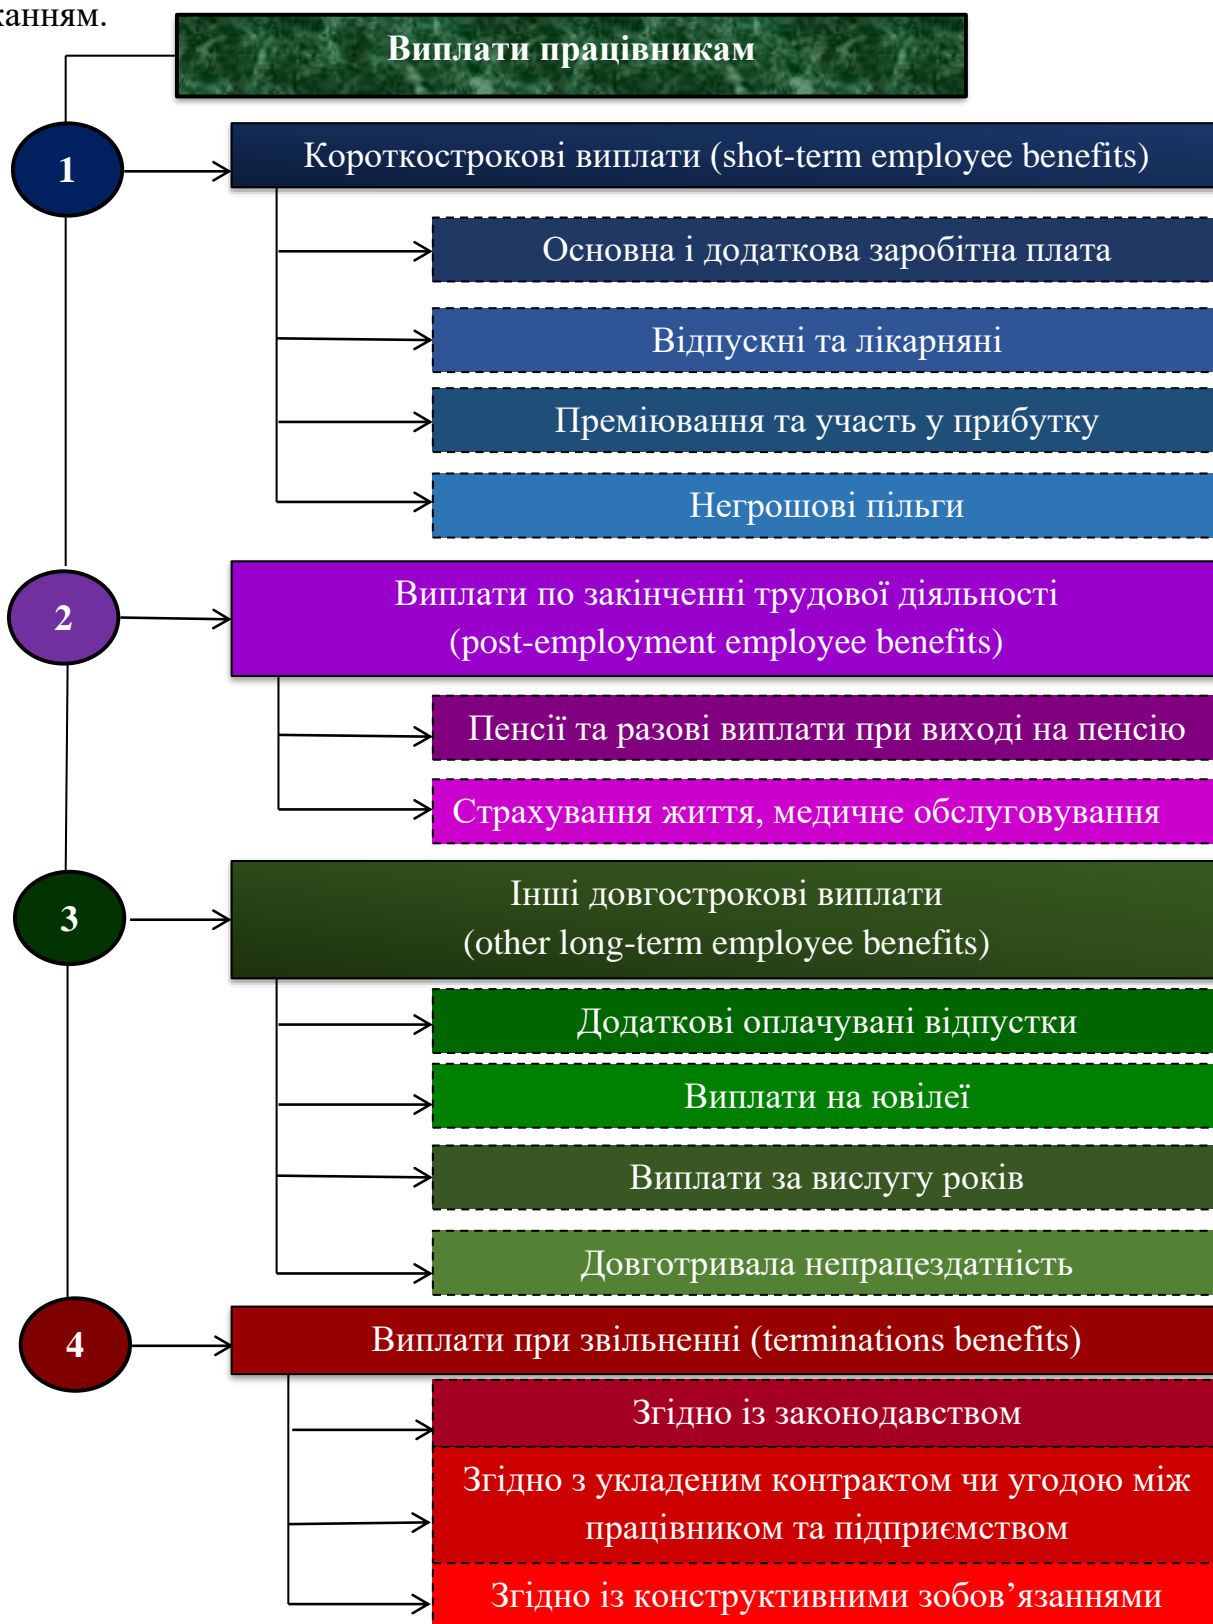 канням.
Виплати працівникам
1
Короткострокові виплати (shot-term employee benefits)
Основна і додаткова заробітна плата
Відпускні та лікарняні
Преміювання та участь у прибутку
Негрошові пільги
2
Виплати по закінченні трудової діяльності
(post-employment employee benefits)
Пенсії та разові виплати при виході на пенсію
Страхування життя, медичне обслуговування
3
Інші довгострокові виплати
(other long-term employee benefits)
Додаткові оплачувані відпустки
Виплати на ювілеї
Виплати за вислугу років
Довготривала непрацездатність
4
Виплати при звільненні (terminations benefits)
Згідно із законодавством
Згідно з укладеним контрактом чи угодою між
працівником та підприємством
Згідно із конструктивними зобов’язаннями